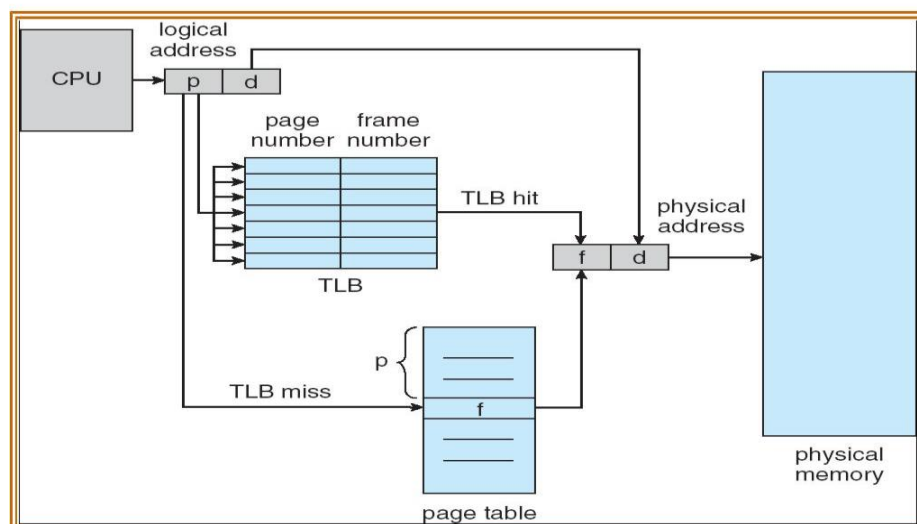 logical
address
CPU
p d
page frame
number number
TLB hit
physical
address
f d
TLB
p
TLB miss
f
physical
memory
page table